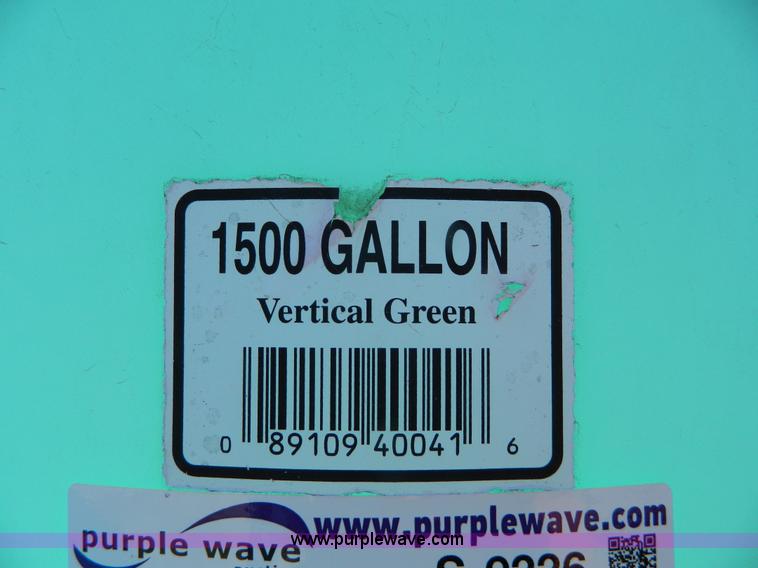 1500 GALLON
Vertical Green
0 89109 40041 6
www.purplewave.com
purple wave
www.purplewave.com